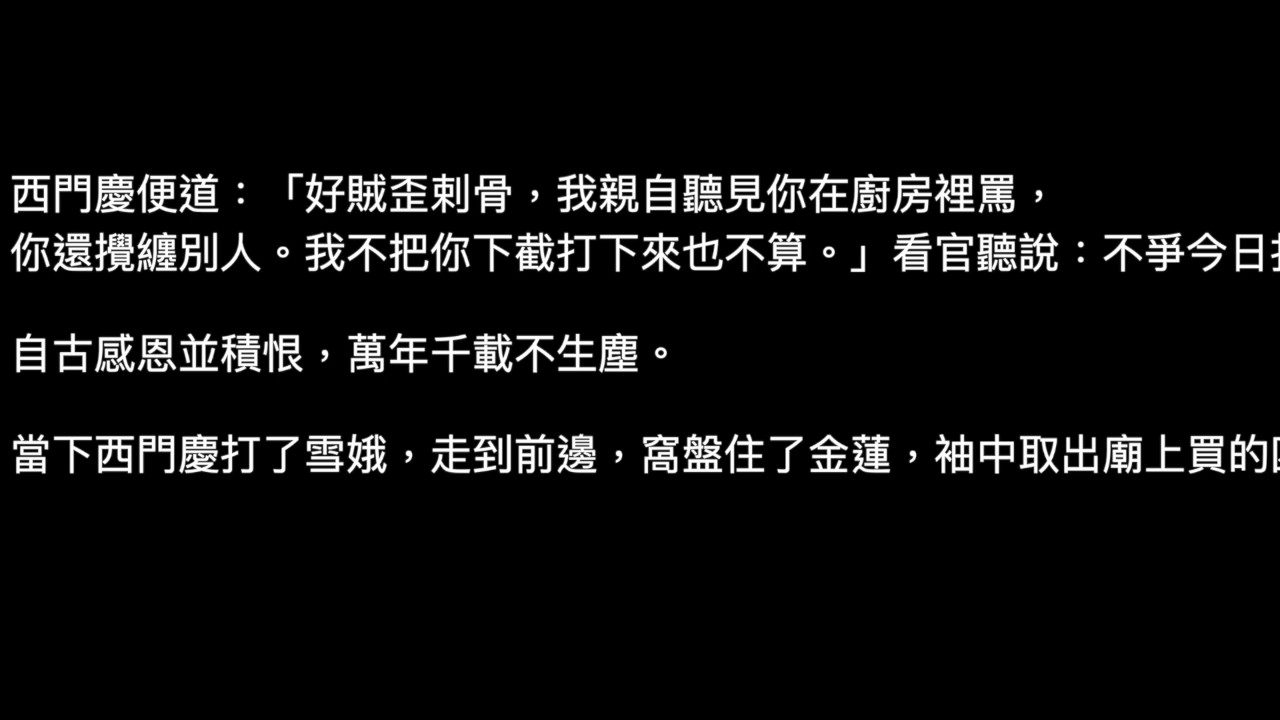 西門慶便道：「好賊歪剌骨，我親自聽見你在廚房裡罵，
你還攪纏別人。我不把你下截打下來也不算。」看官聽說：不爭今日
自古感恩並積恨，萬年千載不生塵。
當下西門慶打了雪娥，走到前邊，窩盤住了金蓮，袖中取出廟上買的